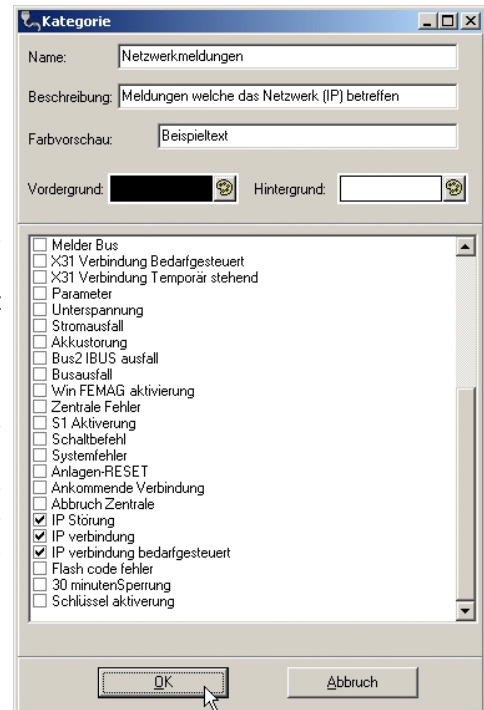 Kategorie
Name: Netzwerkmeldungen
Beschreibung: Meldungen welche das Netzwerk (IP) betreffen
Farbvorschau: Beispieltext
Vordergrund: Hintergrund:
Melder Bus
X31 Verbindung Bedarfgesteuert
X31 Verbindung Temporär stehend
Parameter
Unterspannung
Stromausfall
Akkustorung
Bus2 IBUS ausfall
Busausfall
Win FEMAG aktivierung
Zentrale Fehler
S1 Aktiverung
Schaltbefehl
Systemfehler
Anlagen-RESET
Ankommende Verbindung
Abbruch Zentrale
IP Störung
IP verbindung
IP verbindung bedarfgesteuert
Flash code fehler
30 minutenSperrung
Schlüssel aktiverung
OK Abbruch